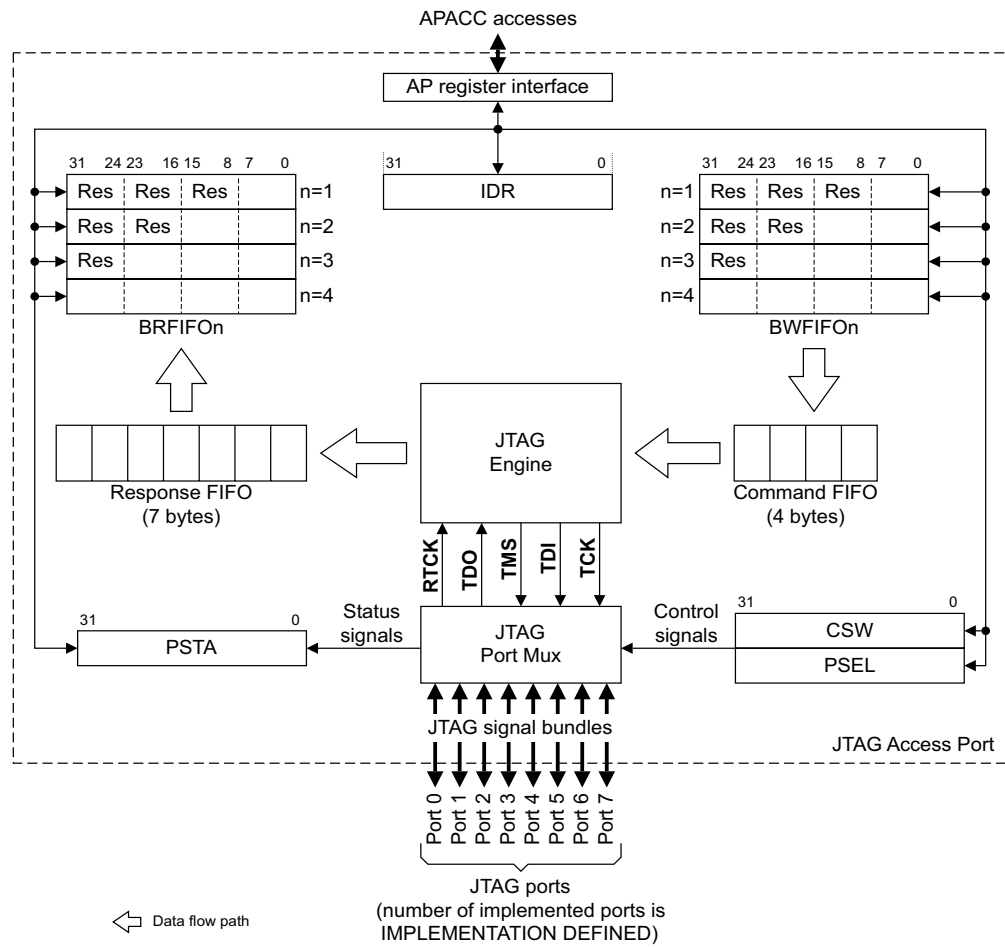 APACC accesses
AP register interface
31 24 23 16 15 8 7 0
31 0
31 24 23 16 15 8 7 0
Res Res Res n=1
IDR
n=1 Res Res Res
Res Res n=2
n=2 Res Res
Res n=3
n=3 Res
n=4
n=4
BRFIFOn
BWFIFOn
JTAG
Engine
Response FIFO
(7 bytes)
Command FIFO
(4 bytes)
RTCK
TDO
TMS
TDI
TCK
31 0
PSTA
Status
signals
JTAG
Port Mux
Control
signals
31 0
CSW
PSEL
JTAG signal bundles
JTAG Access Port
Port 0
Port 1
Port 2
Port 3
Port 4
Port 5
Port 6
Port 7
JTAG ports
(number of implemented ports is
IMPLEMENTATION DEFINED)
Data flow path